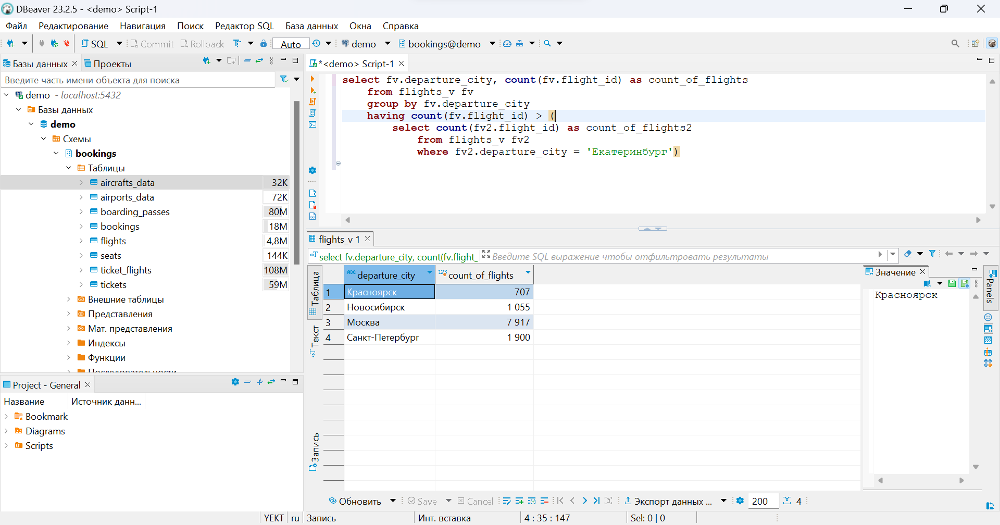 DBeaver 23.2.5 - <demo> Script-1
Файл Редактирование Навигация Поиск Редактор SQL База данных Окна Справка
SQL Commit Rollback Auto demo bookings@demo
Базы данных Проекты
Введите часть имени объекта для поиска
demo - localhost:5432
Базы данных
demo
Схемы
bookings
Таблицы
aircrafts_data 32K
airports_data 72K
boarding_passes 80M
bookings 18M
flights 4,8M
seats 144K
ticket_flights 108M
tickets 59M
Внешние таблицы
Представления
Мат. представления
Индексы
Функции
Последовательности
Project - General
Название Источник данн...
Bookmark
Diagrams
Scripts
*<demo> Script-1
select fv.departure_city, count(fv.flight_id) as count_of_flights
from flights_v fv
group by fv.departure_city
having count(fv.flight_id) > (
select count(fv2.flight_id) as count_of_flights2
from flights_v fv2
where fv2.departure_city = 'Екатеринбург')
flights_v 1
select fv.departure_city, count(fv.flight_ Введите SQL выражение чтобы отфильтровать результаты
Таблица
Текст
Запись
ABC departure_city 123 count_of_flights
1 Красноярск 707
2 Новосибирск 1 055
3 Москва 7 917
4 Санкт-Петербург 1 900
Значение
Красноярск
Panels
Обновить Save Cancel Экспорт данных ... 200 4
YEKT ru Запись Инт. вставка 4 : 35 : 147 Sel: 0 | 0